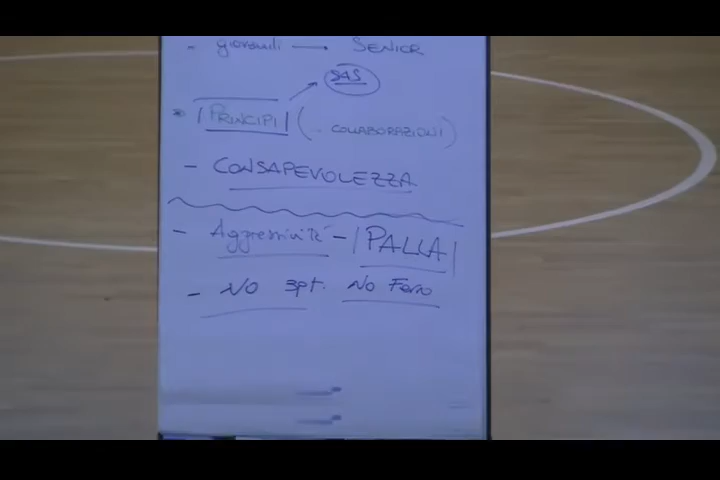 - giovanili → SENIOR
SAS
* | PRINCIPI | ( .. COLLABORAZIONI )
- CONSAPEVOLEZZA
- Aggressività - | PALLA |
- NO 3pt. No Ferro